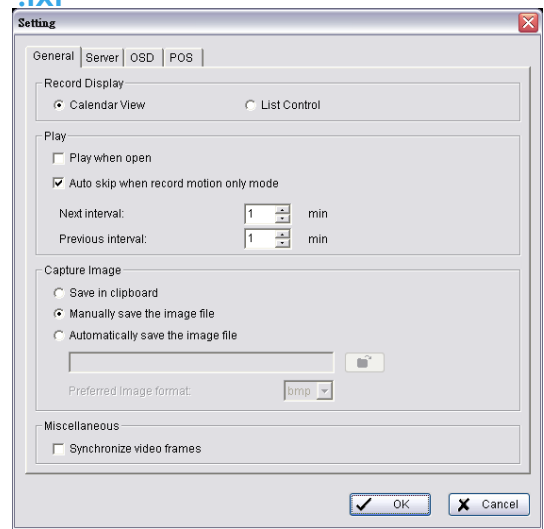 Setting
General Server OSD POS
Record Display
Calendar View List Control
Play
Play when open
Auto skip when record motion only mode
Next interval: 1 min
Previous interval: 1 min
Capture Image
Save in clipboard
Manually save the image file
Automatically save the image file
Preferred Image format: bmp
Miscellaneous
Synchronize video frames
OK Cancel